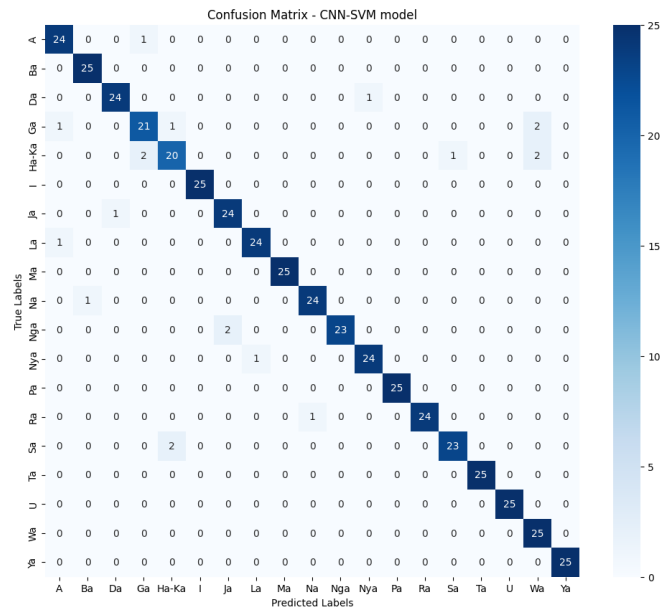 Confusion Matrix - CNN-SVM model
A 24 0 0 1 0 0 0 0 0 0 0 0 0 0 0 0 0 0 0
Ba 0 25 0 0 0 0 0 0 0 0 0 0 0 0 0 0 0 0 0
Da 0 0 24 0 0 0 0 0 0 0 0 1 0 0 0 0 0 0 0
Ga 1 0 0 21 1 0 0 0 0 0 0 0 0 0 0 0 0 2 0
Ha-Ka 0 0 0 2 20 0 0 0 0 0 0 0 0 0 1 0 0 2 0
I 0 0 0 0 0 25 0 0 0 0 0 0 0 0 0 0 0 0 0
Ja 0 0 1 0 0 0 24 0 0 0 0 0 0 0 0 0 0 0 0
La 1 0 0 0 0 0 0 24 0 0 0 0 0 0 0 0 0 0 0
Ma 0 0 0 0 0 0 0 0 25 0 0 0 0 0 0 0 0 0 0
Na 0 1 0 0 0 0 0 0 0 24 0 0 0 0 0 0 0 0 0
Nga 0 0 0 0 0 0 2 0 0 0 23 0 0 0 0 0 0 0 0
Nya 0 0 0 0 0 0 0 1 0 0 0 24 0 0 0 0 0 0 0
Pa 0 0 0 0 0 0 0 0 0 0 0 0 25 0 0 0 0 0 0
Ra 0 0 0 0 0 0 0 0 0 1 0 0 0 24 0 0 0 0 0
Sa 0 0 0 0 2 0 0 0 0 0 0 0 0 0 23 0 0 0 0
Ta 0 0 0 0 0 0 0 0 0 0 0 0 0 0 0 25 0 0 0
U 0 0 0 0 0 0 0 0 0 0 0 0 0 0 0 0 25 0 0
Wa 0 0 0 0 0 0 0 0 0 0 0 0 0 0 0 0 0 25 0
Ya 0 0 0 0 0 0 0 0 0 0 0 0 0 0 0 0 0 0 25
A Ba Da Ga Ha-Ka I Ja La Ma Na Nga Nya Pa Ra Sa Ta U Wa Ya
Predicted Labels
True Labels
25
20
15
10
5
0